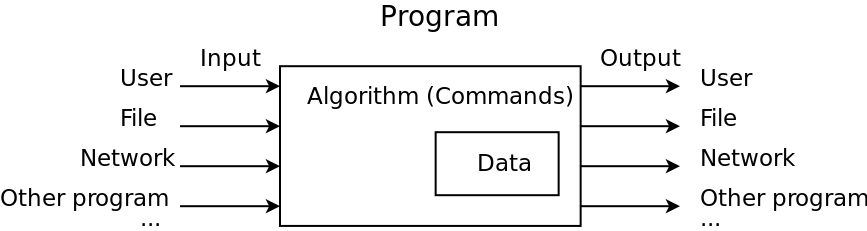 Program
Input
Output
User
File
Network
Other program
...
Algorithm (Commands)
Data
User
File
Network
Other program
...